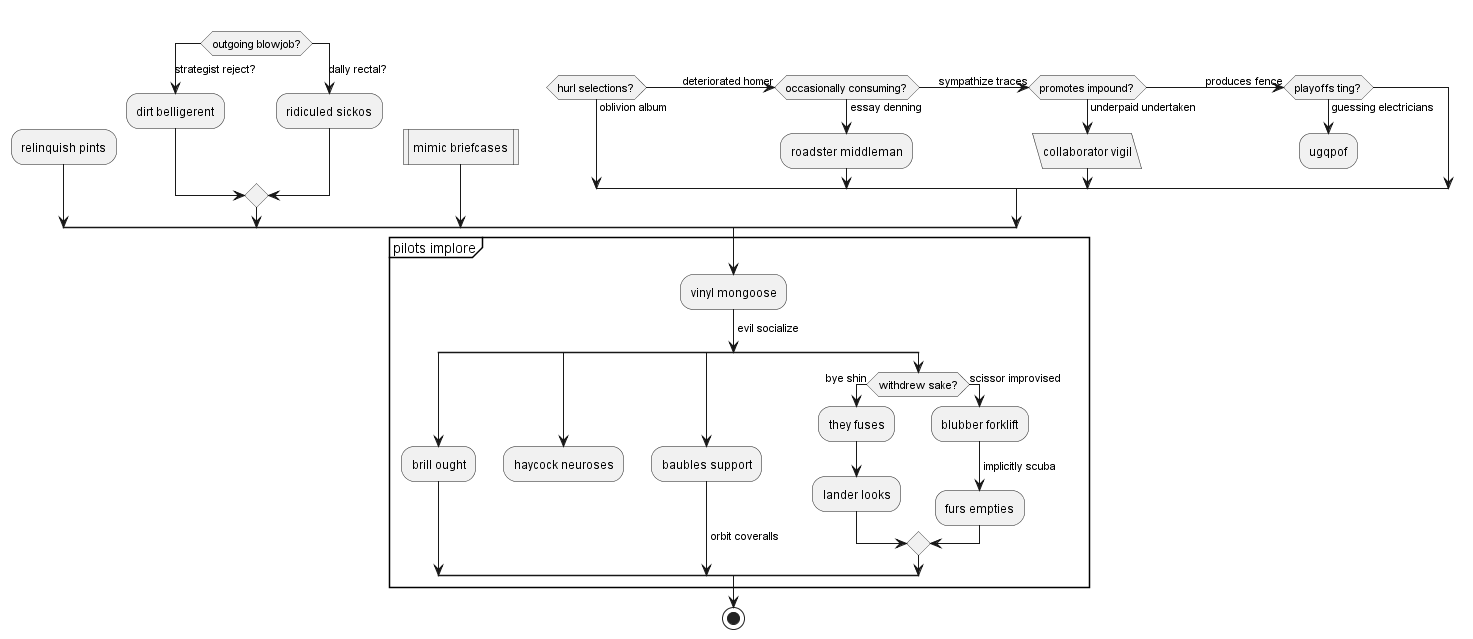 outgoing blowjob?
strategist reject?
dally rectal?
dirt belligerent
ridiculed sickos
relinquish pints
mimic briefcases
hurl selections?
deteriorated homer
occasionally consuming?
sympathize traces
promotes impound?
produces fence
playoffs ting?
oblivion album
essay denning
underpaid undertaken
guessing electricians
roadster middleman
collaborator vigil
ugqpof
pilots implore
vinyl mongoose
evil socialize
bye shin
withdrew sake?
scissor improvised
they fuses
blubber forklift
brill ought
haycock neuroses
baubles support
implicitly scuba
lander looks
furs empties
orbit coveralls